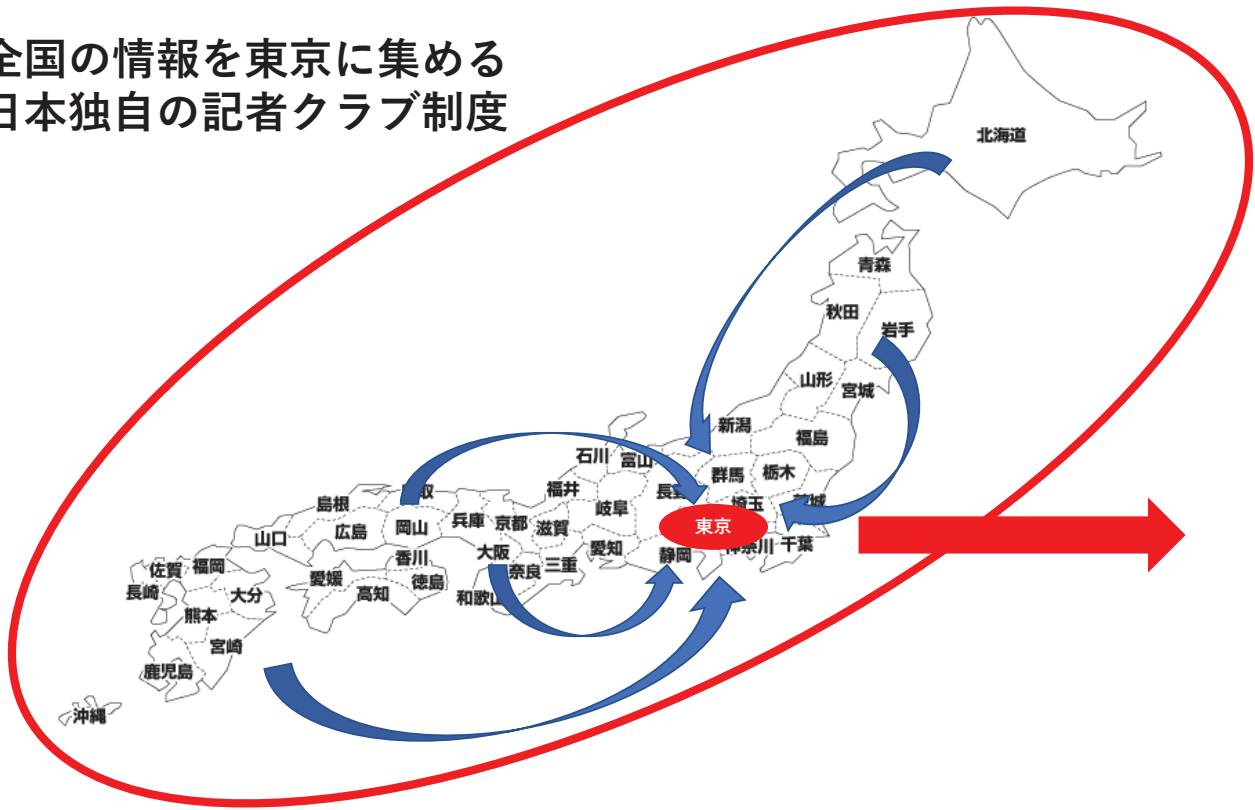 全国の情報を東京に集める
日本独自の記者クラブ制度
北海道
青森
秋田
岩手
山形
宮城
新潟
福島
石川
富山
群馬
栃木
福井
岐阜
埼玉
東京
島根
広島
岡山
兵庫
京都
滋賀
愛知
静岡
神奈川
千葉
山口
香川
大阪
奈良
三重
佐賀
福岡
長崎
大分
愛媛
高知
徳島
和歌山
熊本
宮崎
鹿児島
沖縄